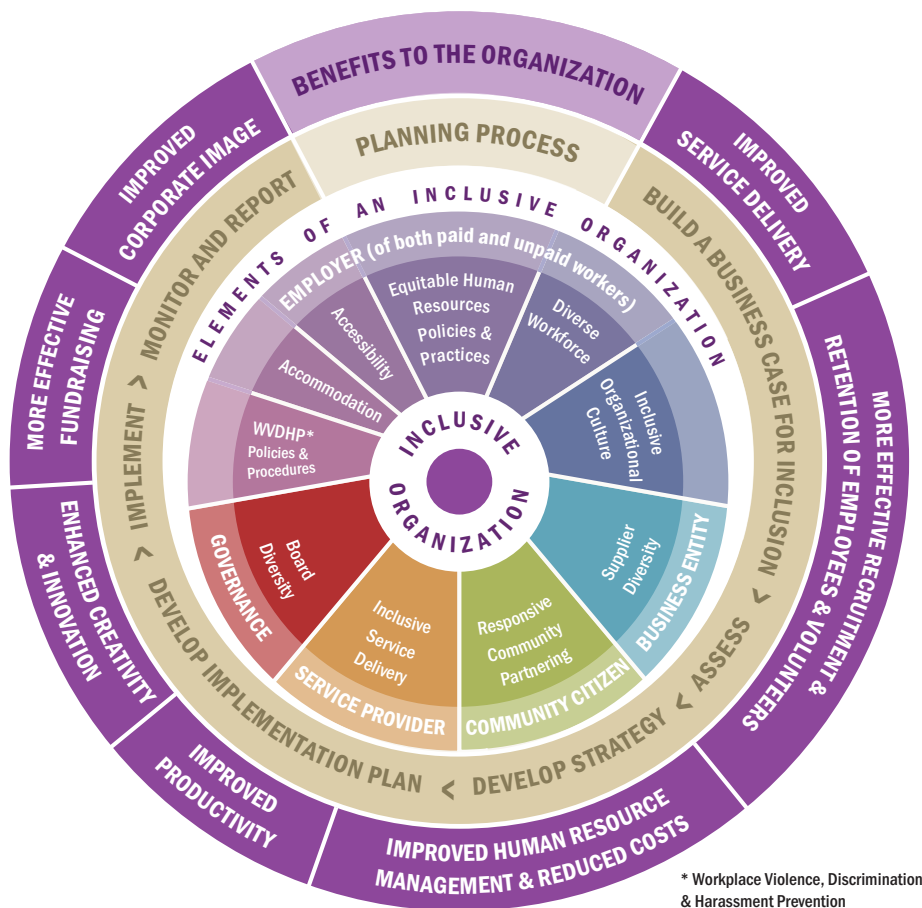 BENEFITS TO THE ORGANIZATION
IMPROVED
SERVICE DELIVERY
MORE EFFECTIVE RECRUITMENT &
RETENTION OF EMPLOYEES & VOLUNTEERS
IMPROVED HUMAN RESOURCE
MANAGEMENT & REDUCED COSTS
IMPROVED
PRODUCTIVITY
ENHANCED CREATIVITY
& INNOVATION
MORE EFFECTIVE
FUNDRAISING
IMPROVED
CORPORATE IMAGE
PLANNING PROCESS
BUILD A BUSINESS CASE FOR INCLUSION > ASSESS > DEVELOP STRATEGY > DEVELOP IMPLEMENTATION PLAN > IMPLEMENT > MONITOR AND REPORT
ELEMENTS OF AN INCLUSIVE ORGANIZATION
EMPLOYER (of both paid and unpaid workers)
WVDHP*
Policies &
Procedures
Accommodation
Accessibility
Equitable Human
Resources
Policies &
Practices
Diverse
Workforce
Inclusive
Organizational
Culture
BUSINESS ENTITY
Supplier
Diversity
COMMUNITY CITIZEN
Responsive
Community
Partnering
SERVICE PROVIDER
Inclusive
Service
Delivery
GOVERNANCE
Board
Diversity
INCLUSIVE
ORGANIZATION
* Workplace Violence, Discrimination
& Harassment Prevention